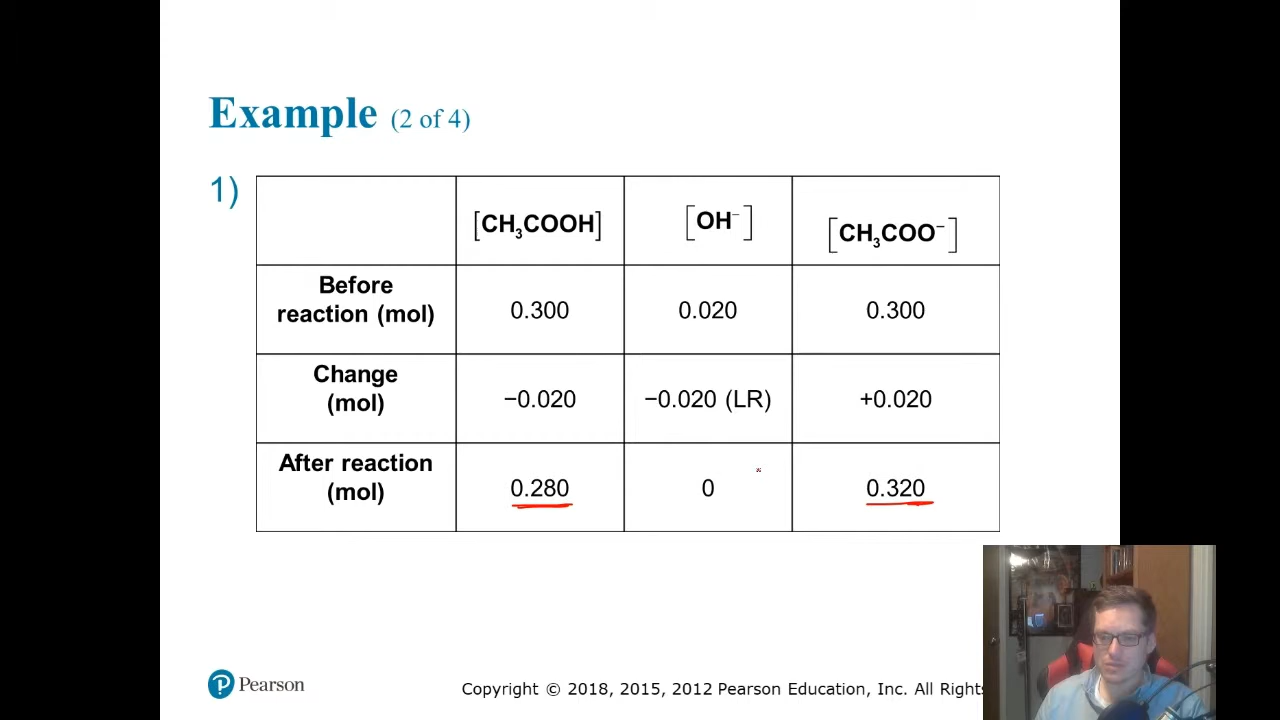 Example (2 of 4)
1)
[CH₃COOH] [OH⁻] [CH₃COO⁻]
Before
reaction (mol) 0.300 0.020 0.300
Change
(mol) −0.020 −0.020 (LR) +0.020
After reaction
(mol) 0.280 0 0.320
Pearson
Copyright © 2018, 2015, 2012 Pearson Education, Inc. All Rights